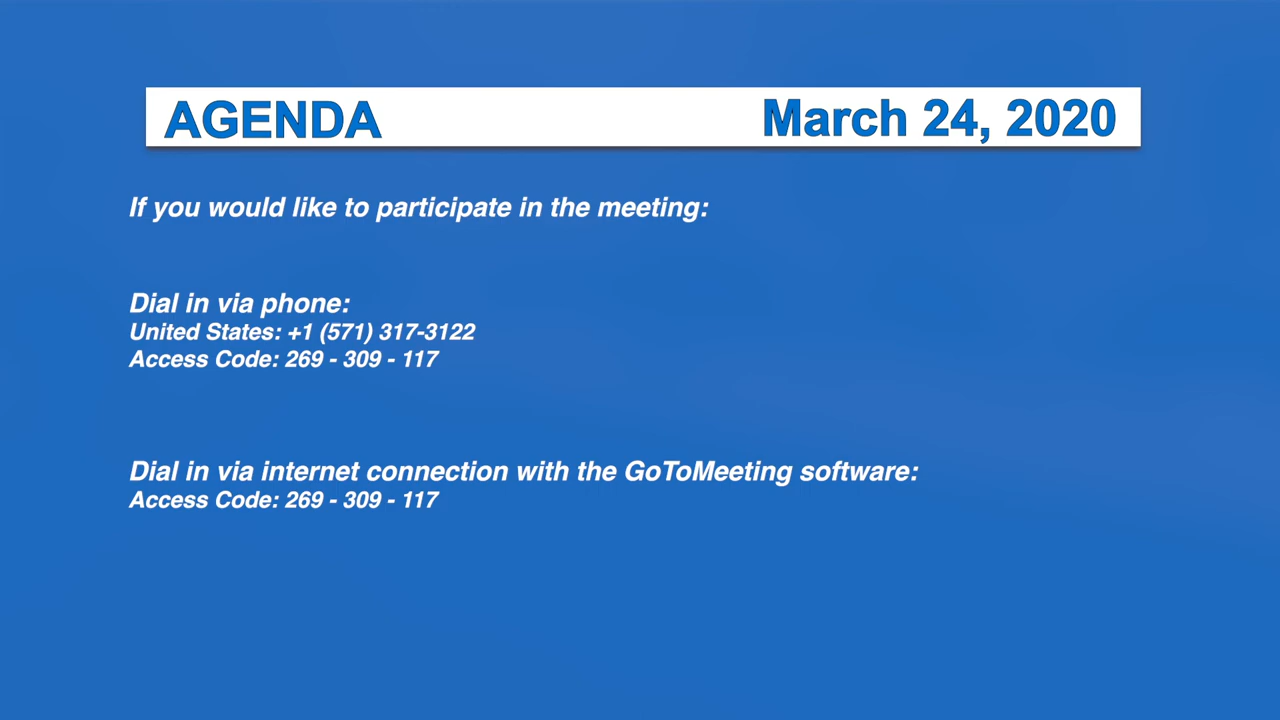 AGENDA March 24, 2020
If you would like to participate in the meeting:
Dial in via phone:
United States: +1 (571) 317-3122
Access Code: 269 - 309 - 117
Dial in via internet connection with the GoToMeeting software:
Access Code: 269 - 309 - 117